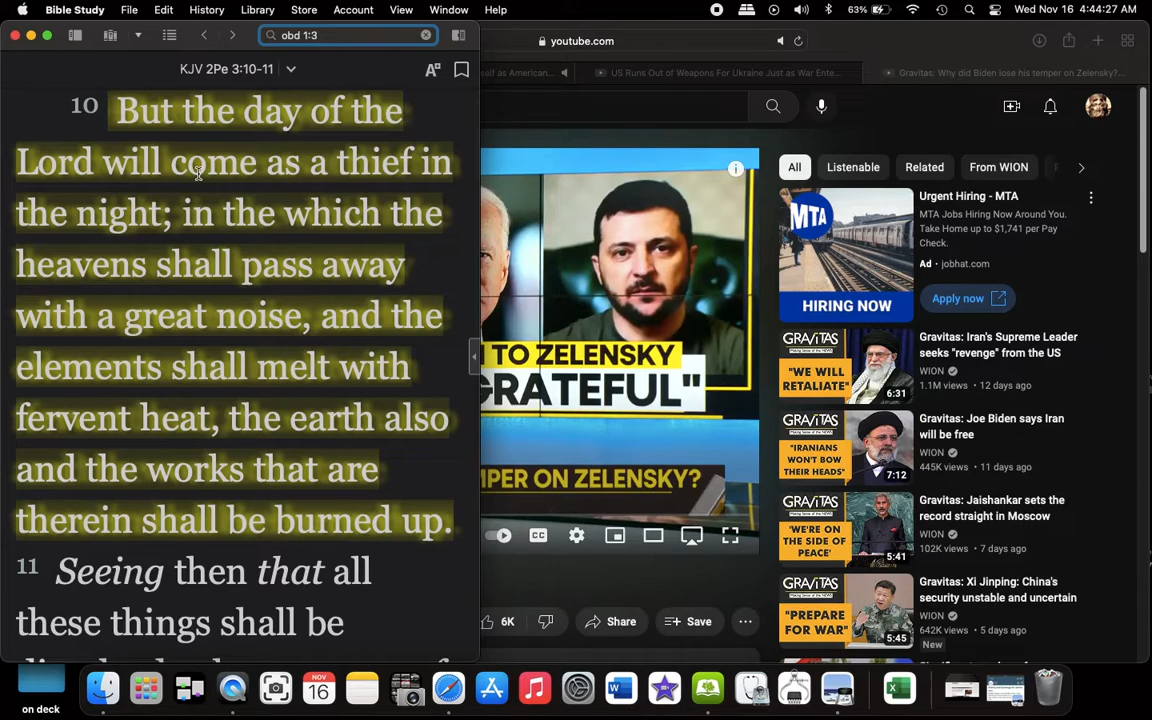 Bible Study File Edit History Library Store Account View Window Help 63% Wed Nov 16 4:44:27 AM
obd 1:3
youtube.com
self as American...
US Runs Out of Weapons For Ukraine Just as War Ente...
Gravitas: Why did Biden lose his temper on Zelensky?...
KJV 2Pe 3:10-11
10 But the day of the
Lord will come as a thief in
the night; in the which the
heavens shall pass away
with a great noise, and the
elements shall melt with
fervent heat, the earth also
and the works that are
therein shall be burned up.
11 Seeing then that all
these things shall be
TO ZELENSKY
GRATEFUL"
MPER ON ZELENSKY?
CC
6K
Share
Save
All
Listenable
Related
From WION
MTA
HIRING NOW
Urgent Hiring - MTA
MTA Jobs Hiring Now Around You.
Take Home up to $1,741 per Pay
Check.
Ad • jobhat.com
Apply now
GRAVITAS
"WE WILL
RETALIATE"
6:31
Gravitas: Iran's Supreme Leader
seeks "revenge" from the US
WION
1.1M views • 12 days ago
GRAVITAS
"IRANIANS
WON'T BOW
THEIR HEADS"
7:12
Gravitas: Joe Biden says Iran
will be free
WION
445K views • 11 days ago
GRAVITAS
"WE'RE ON
THE SIDE OF
PEACE"
5:41
Gravitas: Jaishankar sets the
record straight in Moscow
WION
102K views • 7 days ago
GRAVITAS
"PREPARE
FOR WAR"
5:45
Gravitas: Xi Jinping: China's
security unstable and uncertain
WION
642K views • 5 days ago
New
NOV
16
on deck